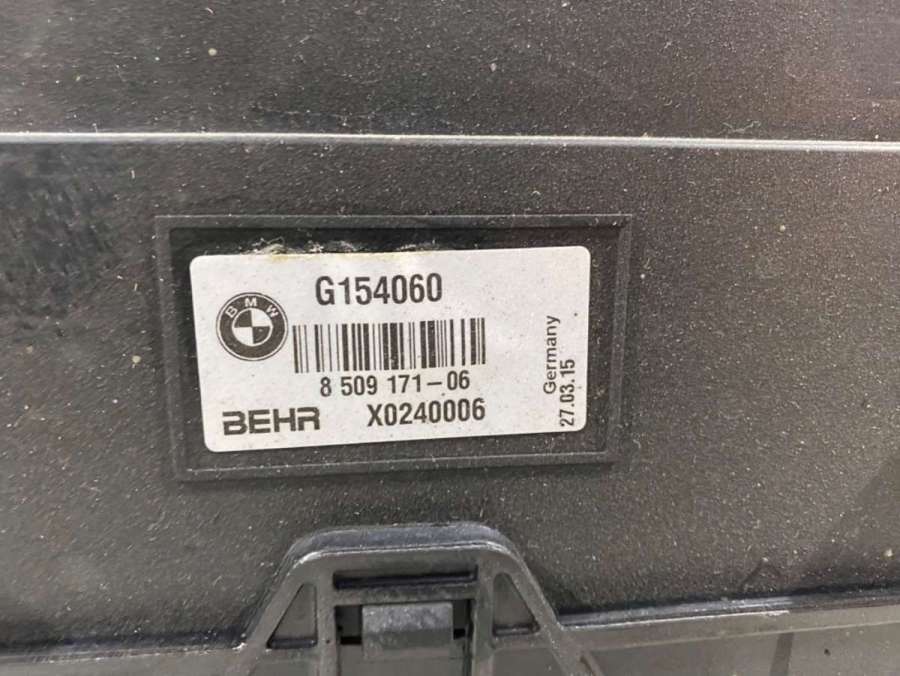 G154060
BMW
8 509 171-06
BEHR X0240006
Germany
27.03.15